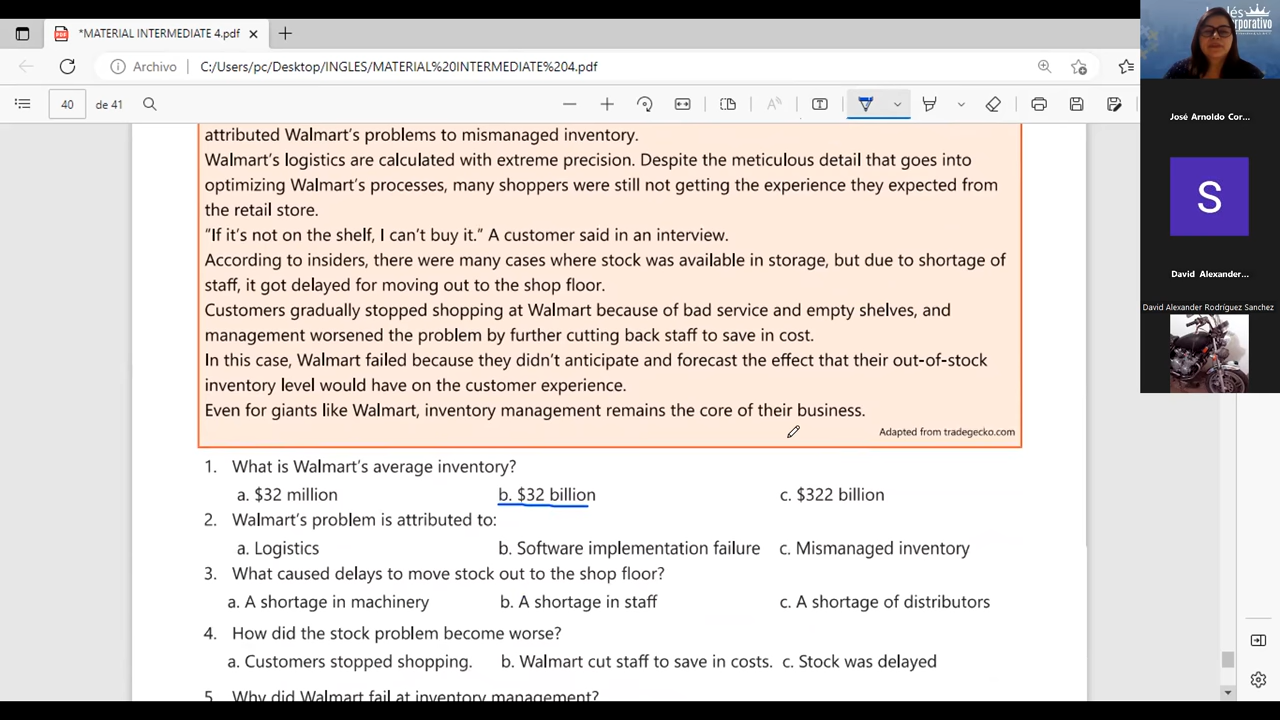 *MATERIAL INTERMEDIATE 4.pdf
Archivo
C:/Users/pc/Desktop/INGLES/MATERIAL%20INTERMEDIATE%204.pdf
40 de 41
attributed Walmart's problems to mismanaged inventory.
Walmart's logistics are calculated with extreme precision. Despite the meticulous detail that goes into
optimizing Walmart's processes, many shoppers were still not getting the experience they expected from
the retail store.
"If it's not on the shelf, I can't buy it." A customer said in an interview.
According to insiders, there were many cases where stock was available in storage, but due to shortage of
staff, it got delayed for moving out to the shop floor.
Customers gradually stopped shopping at Walmart because of bad service and empty shelves, and
management worsened the problem by further cutting back staff to save in cost.
In this case, Walmart failed because they didn't anticipate and forecast the effect that their out-of-stock
inventory level would have on the customer experience.
Even for giants like Walmart, inventory management remains the core of their business.
Adapted from tradegecko.com
1. What is Walmart's average inventory?
a. $32 million b. $32 billion c. $322 billion
2. Walmart's problem is attributed to:
a. Logistics b. Software implementation failure c. Mismanaged inventory
3. What caused delays to move stock out to the shop floor?
a. A shortage in machinery b. A shortage in staff c. A shortage of distributors
4. How did the stock problem become worse?
a. Customers stopped shopping. b. Walmart cut staff to save in costs. c. Stock was delayed
5. Why did Walmart fail at inventory management?
José Arnoldo Cor...
S
David Alexander...
David Alexander Rodríguez Sanchez